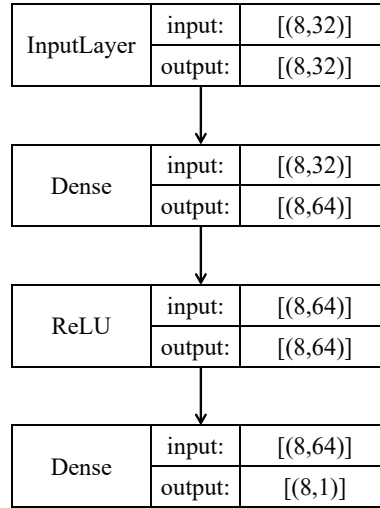 InputLayer input: [(8,32)]
output: [(8,32)]
Dense input: [(8,32)]
output: [(8,64)]
ReLU input: [(8,64)]
output: [(8,64)]
Dense input: [(8,64)]
output: [(8,1)]